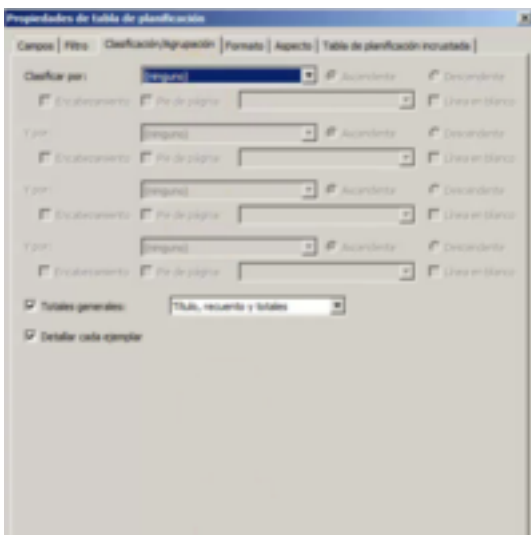 Propiedades de tabla de planificación
Campos Filtro Clasificación/Agrupación Formato Aspecto Tabla de planificación incrustada
Clasificar por: (ninguno) Ascendente Descendente
Encabezamiento Pie de página Línea en blanco
Y por: (ninguno) Ascendente Descendente
Encabezamiento Pie de página Línea en blanco
Y por: (ninguno) Ascendente Descendente
Encabezamiento Pie de página Línea en blanco
Y por: (ninguno) Ascendente Descendente
Encabezamiento Pie de página Línea en blanco
Totales generales: Título, recuento y totales
Detallar cada ejemplar